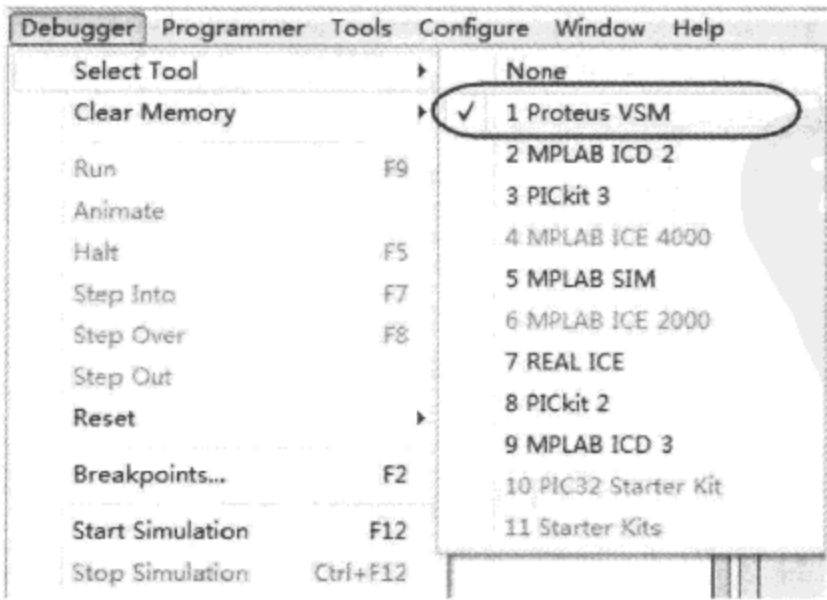 Debugger Programmer Tools Configure Window Help
Select Tool
Clear Memory
Run F9
Animate
Halt F5
Step Into F7
Step Over F8
Step Out
Reset
Breakpoints... F2
Start Simulation F12
Stop Simulation Ctrl+F12
None
✓ 1 Proteus VSM
2 MPLAB ICD 2
3 PICkit 3
4 MPLAB ICE 4000
5 MPLAB SIM
6 MPLAB ICE 2000
7 REAL ICE
8 PICkit 2
9 MPLAB ICD 3
10 PIC32 Starter Kit
11 Starter Kits